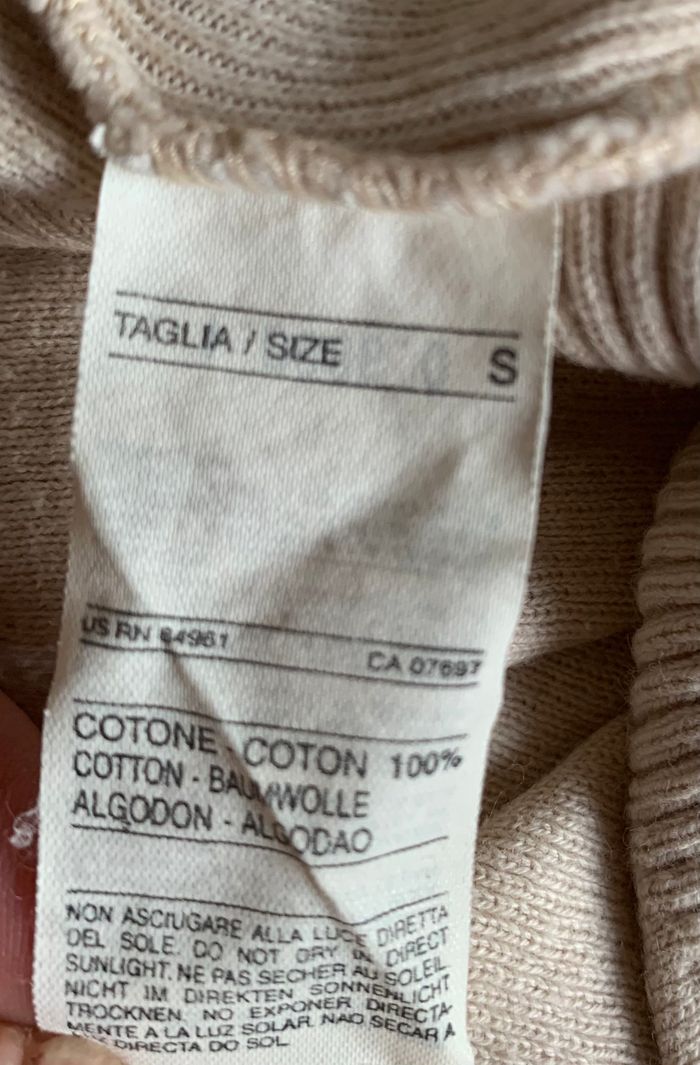 TAGLIA / SIZE S
US RN 64961 CA 07697
COTONE - COTON 100%
COTTON - BAUMWOLLE
ALGODON - ALGODAO
NON ASCIUGARE ALLA LUCE DIRETTA
DEL SOLE. DO NOT DRY IN DIRECT
SUNLIGHT. NE PAS SECHER AU SOLEIL
NICHT IM DIREKTEN SONNENLICHT
TROCKNEN. NO EXPONER DIRECTA-
MENTE A LA LUZ SOLAR. NAO SECAR A
DIRECTA DO SOL